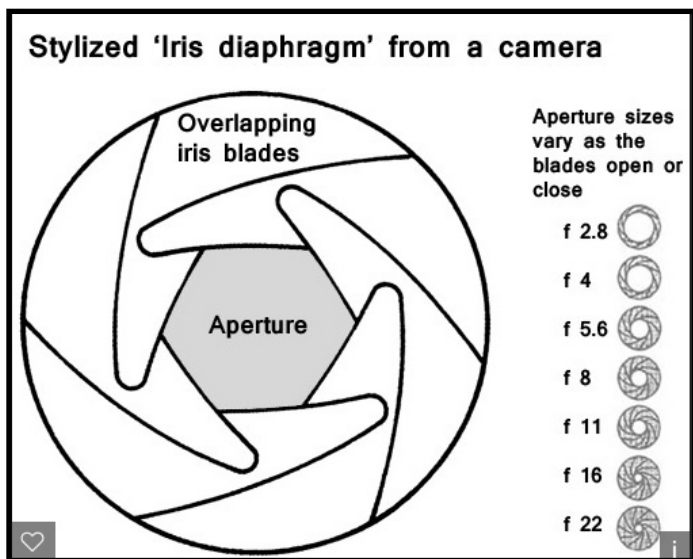 Stylized ‘Iris diaphragm’ from a camera
Overlapping
iris blades
Aperture
Aperture sizes
vary as the
blades open or
close
f 2.8
f 4
f 5.6
f 8
f 11
f 16
f 22
i